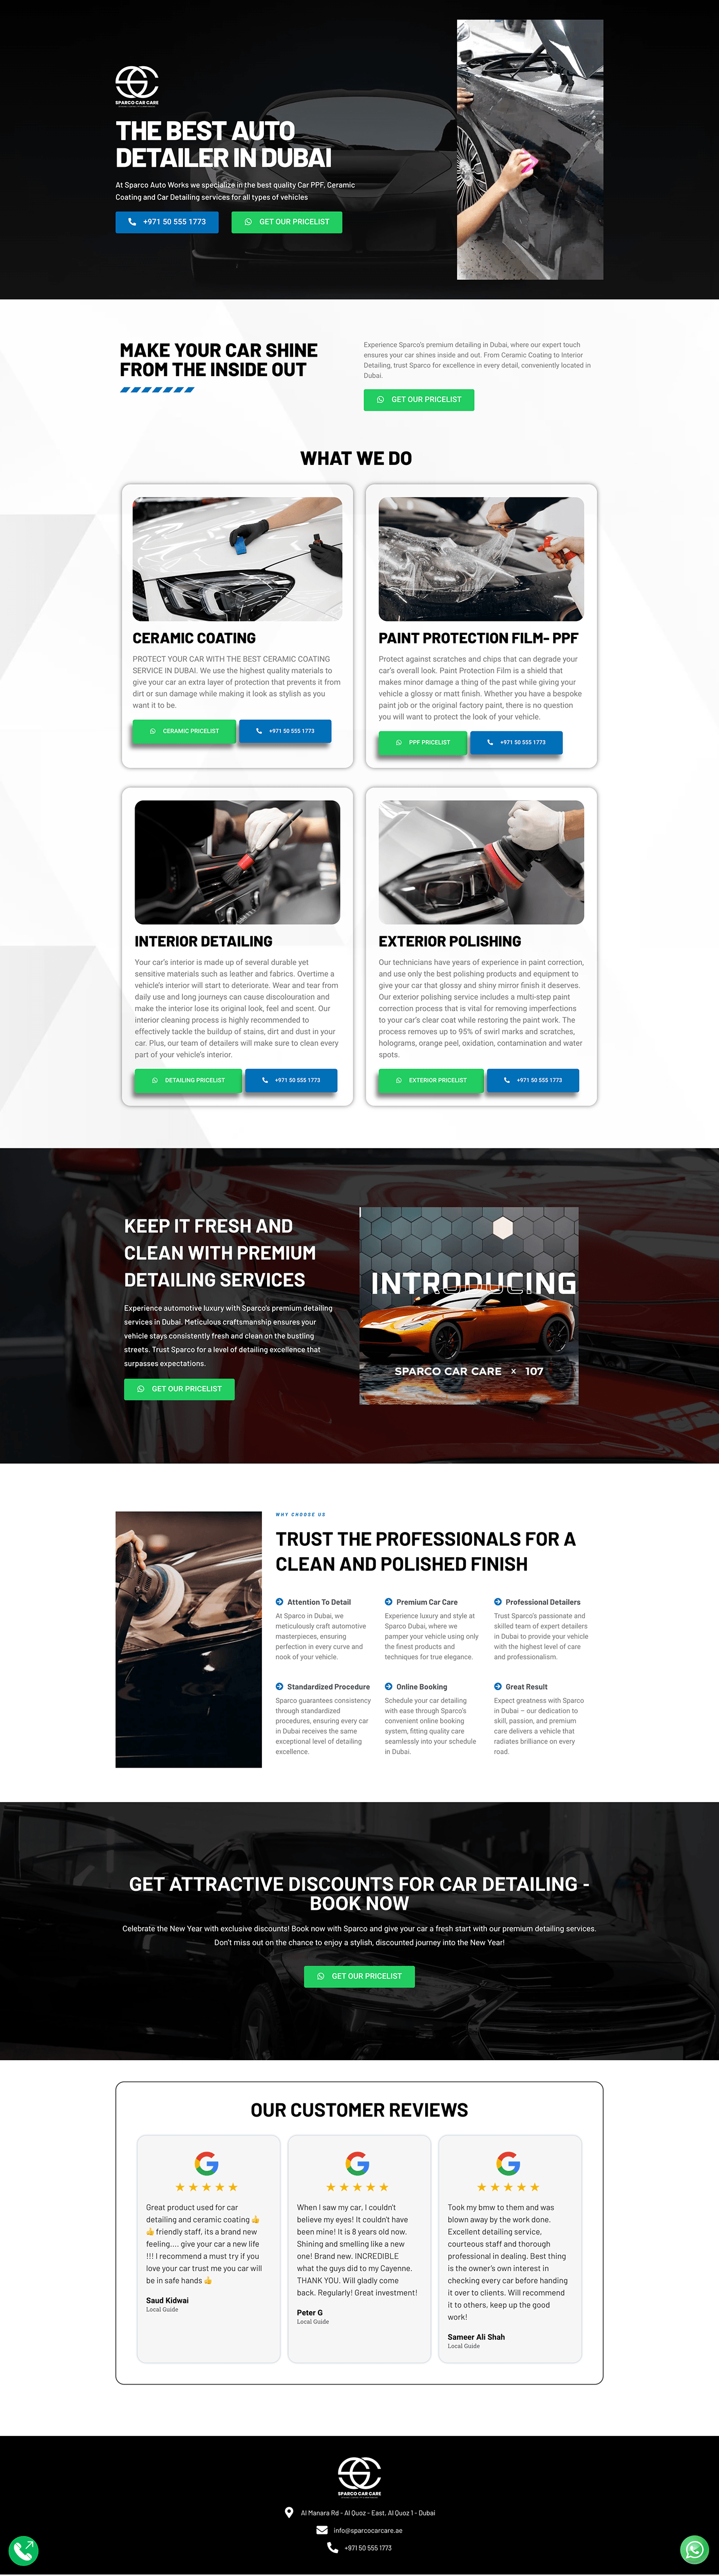 SPARCO CAR CARE
THE BEST AUTO
DETAILER IN DUBAI
At Sparco Auto Works we specialize in the best quality Car PPF, Ceramic
Coating and Car Detailing services for all types of vehicles
+971 50 555 1773
GET OUR PRICELIST
MAKE YOUR CAR SHINE
FROM THE INSIDE OUT
Experience Sparco's premium detailing in Dubai, where our expert touch
ensures your car shines inside and out. From Ceramic Coating to Interior
Detailing, trust Sparco for excellence in every detail, conveniently located in
Dubai.
GET OUR PRICELIST
WHAT WE DO
CERAMIC COATING
PROTECT YOUR CAR WITH THE BEST CERAMIC COATING
SERVICE IN DUBAI. We use the highest quality materials to
give your car an extra layer of protection that prevents it from
dirt or sun damage while making it look as stylish as you
want it to be.
CERAMIC PRICELIST
+971 50 555 1773
PAINT PROTECTION FILM- PPF
Protect against scratches and chips that can degrade your
car's overall look. Paint Protection Film is a shield that
makes minor damage a thing of the past while giving your
vehicle a glossy or matt finish. Whether you have a bespoke
paint job or the original factory paint, there is no question
you will want to protect the look of your vehicle.
PPF PRICELIST
+971 50 555 1773
INTERIOR DETAILING
Your car's interior is made up of several durable yet
sensitive materials such as leather and fabrics. Overtime a
vehicle's interior will start to deteriorate. Wear and tear from
daily use and long journeys can cause discolouration and
make the interior lose its original look, feel and scent. Our
interior cleaning process is highly recommended to
effectively tackle the buildup of stains, dirt and dust in your
car. Plus, our team of detailers will make sure to clean every
part of your vehicle's interior.
DETAILING PRICELIST
+971 50 555 1773
EXTERIOR POLISHING
Our technicians have years of experience in paint correction,
and use only the best polishing products and equipment to
give your car that glossy and shiny mirror finish it deserves.
Our exterior polishing service includes a multi-step paint
correction process that is vital for removing imperfections
to your car's clear coat while restoring the paint work. The
process removes up to 95% of swirl marks and scratches,
holograms, orange peel, oxidation, contamination and water
spots.
EXTERIOR PRICELIST
+971 50 555 1773
KEEP IT FRESH AND
CLEAN WITH PREMIUM
DETAILING SERVICES
Experience automotive luxury with Sparco's premium detailing
services in Dubai. Meticulous craftsmanship ensures your
vehicle stays consistently fresh and clean on the bustling
streets. Trust Sparco for a level of detailing excellence that
surpasses expectations.
GET OUR PRICELIST
INTRODUCING
SPARCO CAR CARE x 107
WHY CHOOSE US
TRUST THE PROFESSIONALS FOR A
CLEAN AND POLISHED FINISH
Attention To Detail
At Sparco in Dubai, we
meticulously craft automotive
masterpieces, ensuring
perfection in every curve and
nook of your vehicle.
Premium Car Care
Experience luxury and style at
Sparco Dubai, where we
pamper your vehicle using only
the finest products and
techniques for true elegance.
Professional Detailers
Trust Sparco's passionate and
skilled team of expert detailers
in Dubai to provide your vehicle
with the highest level of care
and professionalism.
Standardized Procedure
Sparco guarantees consistency
through standardized
procedures, ensuring every car
in Dubai receives the same
exceptional level of detailing
excellence.
Online Booking
Schedule your car detailing
with ease through Sparco's
convenient online booking
system, fitting quality care
seamlessly into your schedule
in Dubai.
Great Result
Expect greatness with Sparco
in Dubai – our dedication to
skill, passion, and premium
care delivers a vehicle that
radiates brilliance on every
road.
GET ATTRACTIVE DISCOUNTS FOR CAR DETAILING -
BOOK NOW
Celebrate the New Year with exclusive discounts! Book now with Sparco and give your car a fresh start with our premium detailing services.
Don't miss out on the chance to enjoy a stylish, discounted journey into the New Year!
GET OUR PRICELIST
OUR CUSTOMER REVIEWS
Great product used for car
detailing and ceramic coating 👍
👍 friendly staff, its a brand new
feeling.... give your car a new life
!!! I recommend a must try if you
love your car trust me you car will
be in safe hands 👍
Saud Kidwai
Local Guide
When I saw my car, I couldn't
believe my eyes! It couldn't have
been mine! It is 8 years old now.
Shining and smelling like a new
one! Brand new. INCREDIBLE
what the guys did to my Cayenne.
THANK YOU. Will gladly come
back. Regularly! Great investment!
Peter G
Local Guide
Took my bmw to them and was
blown away by the work done.
Excellent detailing service,
courteous staff and thorough
professional in dealing. Best thing
is the owner's own interest in
checking every car before handing
it over to clients. Will recommend
it to others, keep up the good
work!
Sameer Ali Shah
Local Guide
SPARCO CAR CARE
Al Manara Rd - Al Quoz - East, Al Quoz 1 - Dubai
info@sparcocarcare.ae
+971 50 555 1773